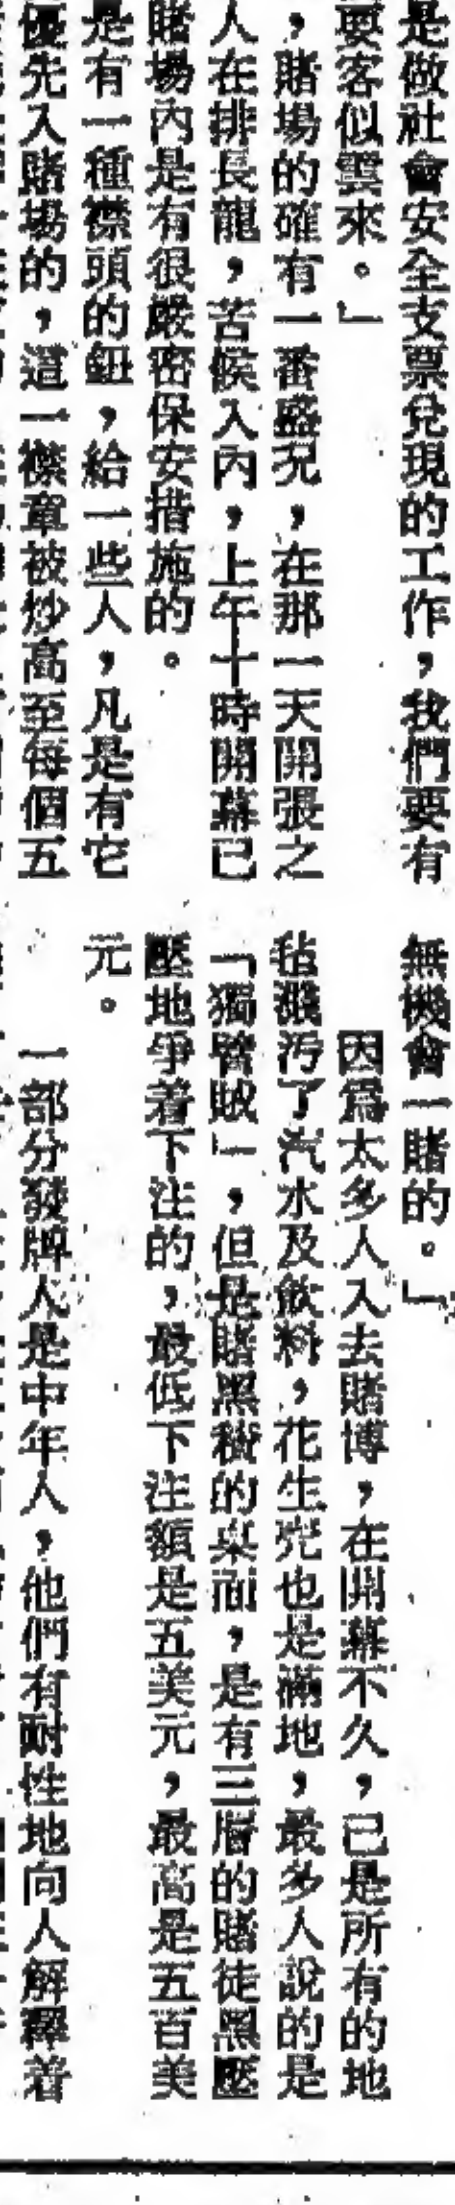 是做社會安全支票兌現的工作，我們要有
要客似雲來。」
，賭場的確有一番盛況，在那一天開張之
人在排長龍，苦候入內，上午十時開幕已
賭場內是有很嚴密保安措施的。
是有一種襟頭的鈕，給一些人，凡是有它
優先入賭場的，這一襟章被炒高至每個五
無機會一賭的。」
因爲太多人入去賭博，在開幕不久，已是所有的地
毡濺污了汽水及飲料，花生壳也是滿地，最多人說的是
「獨臂賊」，但是賭黑積的桌面，是有三層的賭徒黑壓
壓地爭着下注的，最低下注額是五美元，最高是五百美
元。
一部分發牌人是中年人，他們有耐性地向人解釋着